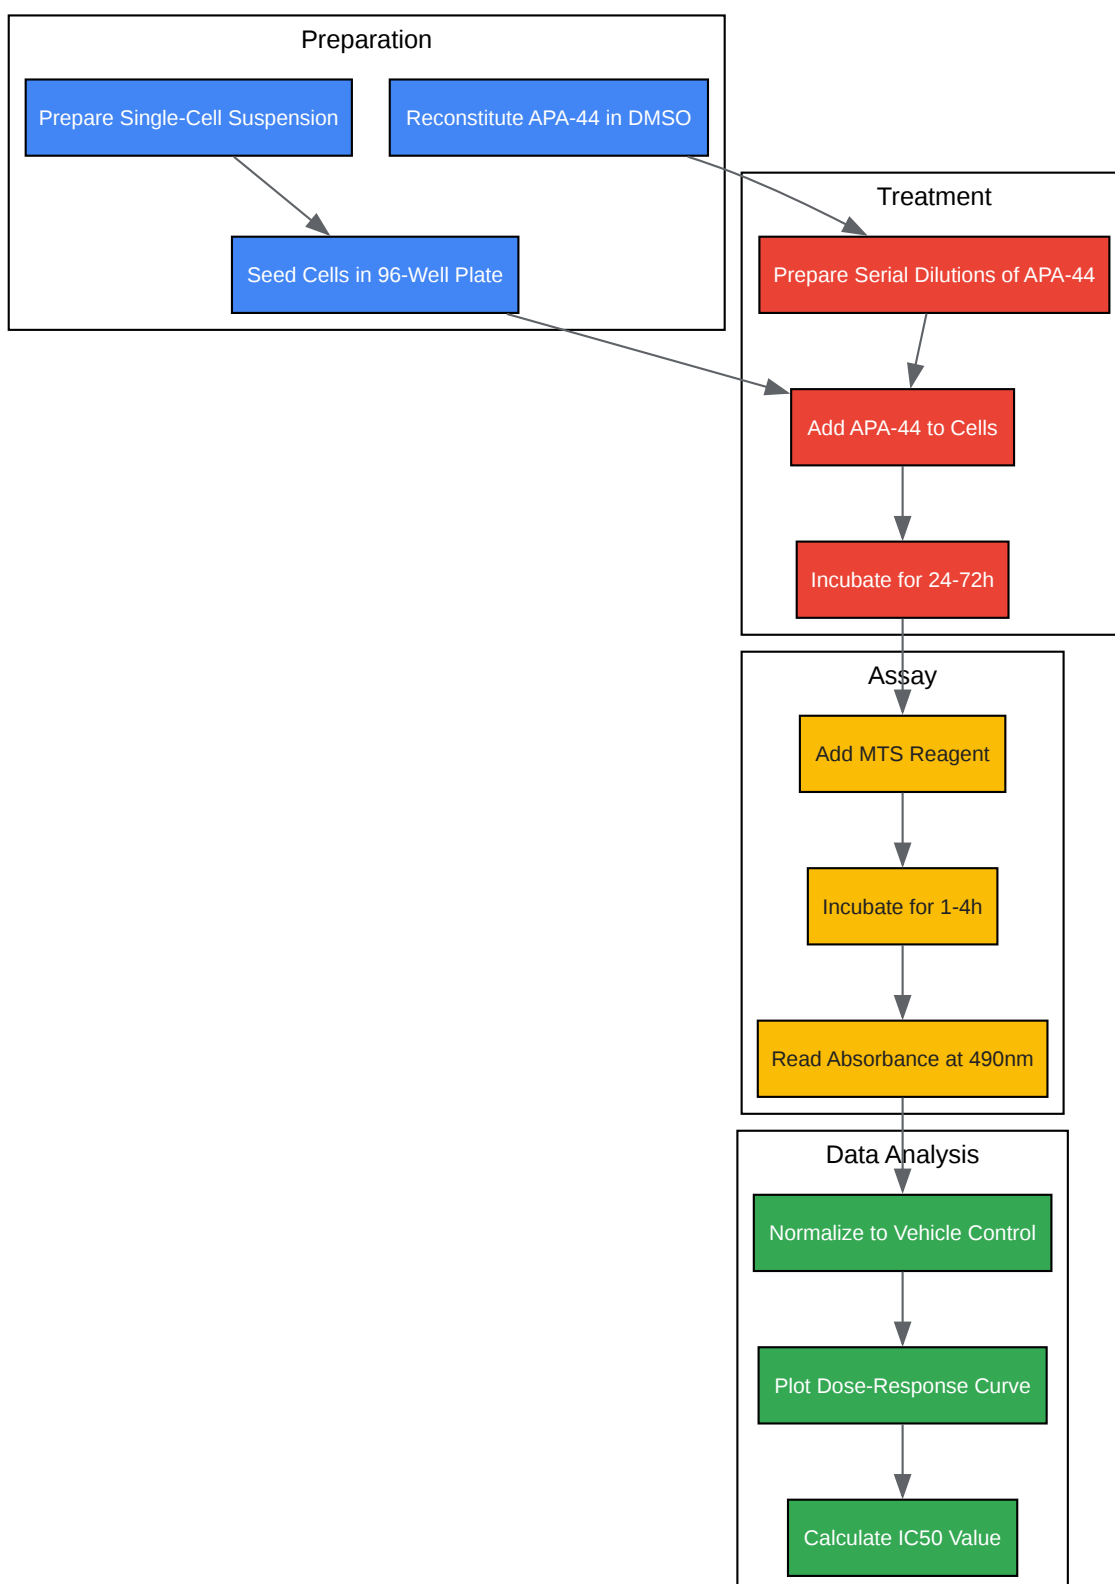 Preparation
Prepare Single-Cell Suspension
Reconstitute APA-44 in DMSO
Seed Cells in 96-Well Plate
Treatment
Prepare Serial Dilutions of APA-44
Add APA-44 to Cells
Incubate for 24-72h
Assay
Add MTS Reagent
Incubate for 1-4h
Read Absorbance at 490nm
Data Analysis
Normalize to Vehicle Control
Plot Dose-Response Curve
Calculate IC50 Value